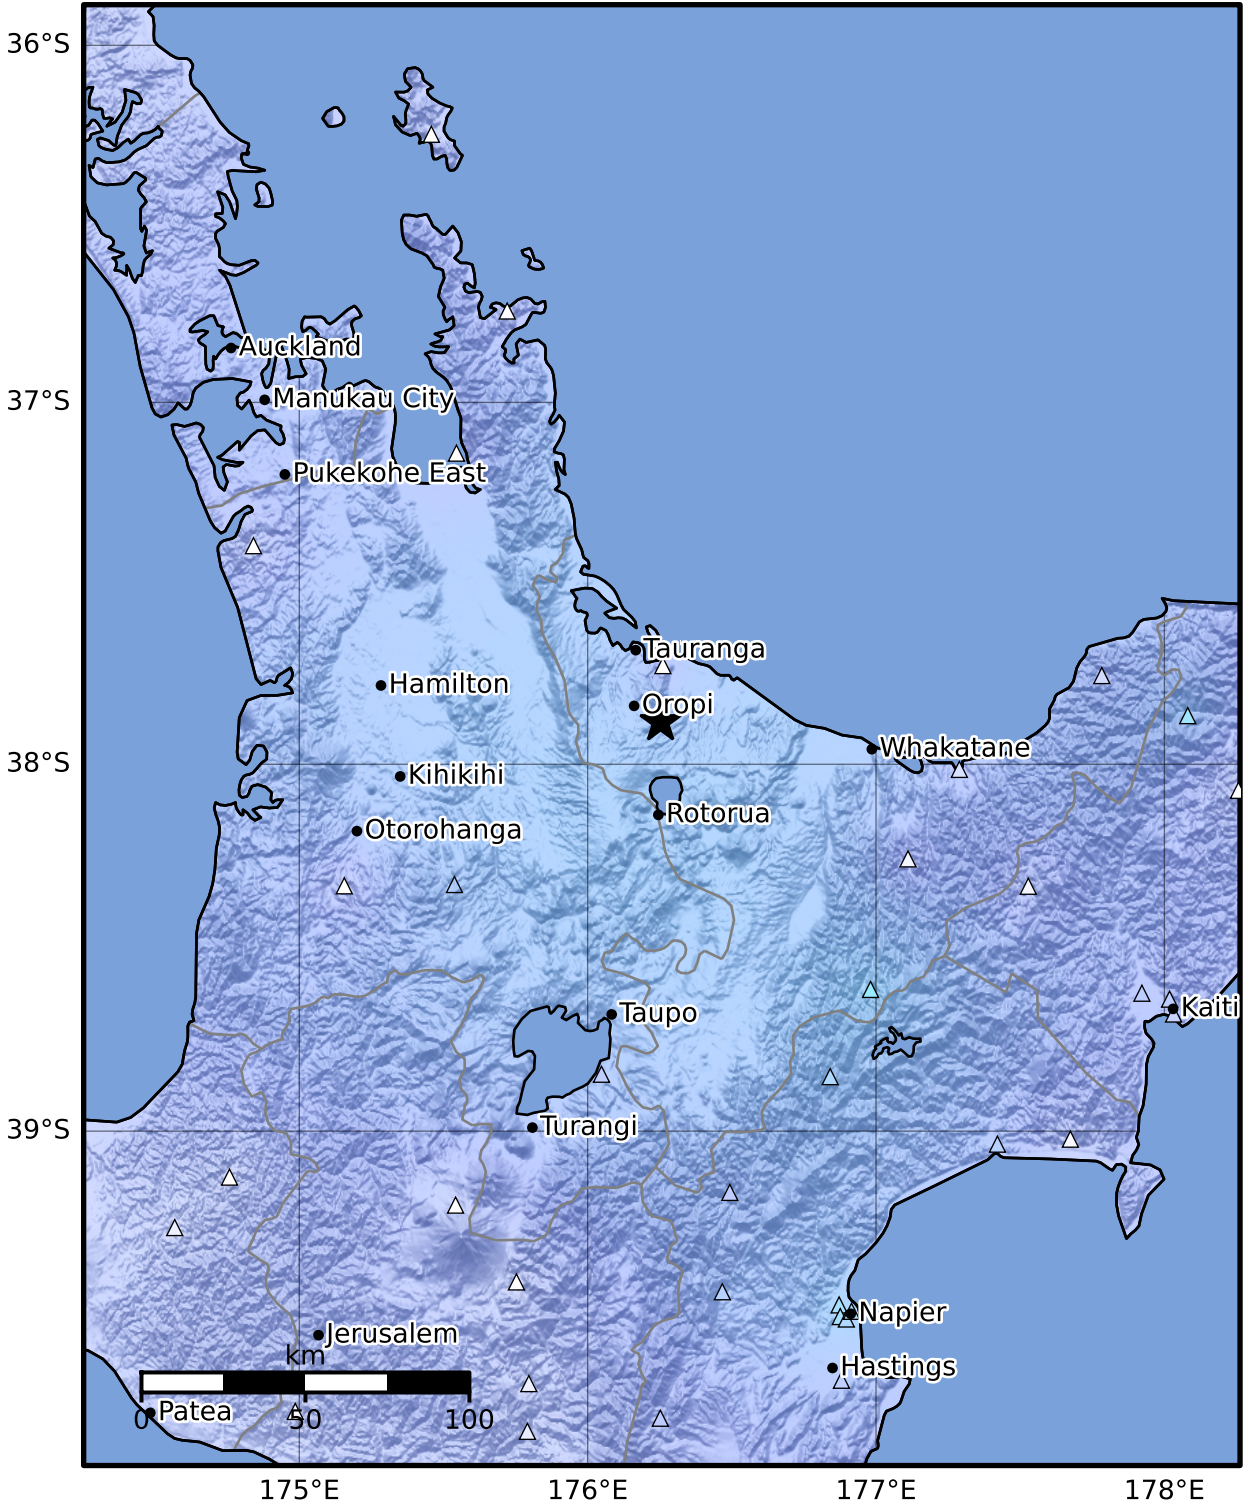 36°S
Auckland
37°S
Manukau City
Pukekohe East
Tauranga
Hamilton
Oropi
Whakatane
38°S
Kihikihi
Rotorua
Otorohanga
Taupo
Kaiti
39°S
Turangi
Napier
Jerusalem
km
Hastings
Patea
0 50 100
175°E 176°E 177°E 178°E